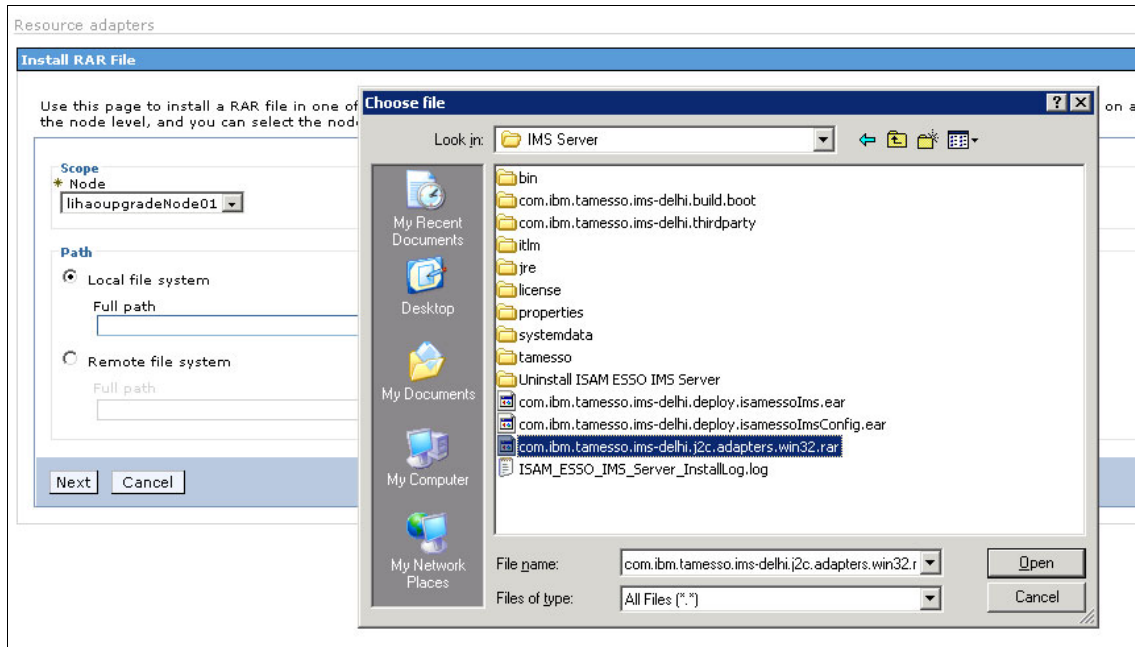 Resource adapters
Install RAR File
Use this page to install a RAR file in one of
on a
the node level, and you can select the nod
Scope
Node
lihaoupgradeNode01
Path
Local file system
Full path
Remote file system
Full path
Next Cancel
Choose file
Look in: IMS Server
My Recent
Documents
Desktop
My Documents
My Computer
My Network
Places
bin
com.ibm.tamesso.ims-delhi.build.boot
com.ibm.tamesso.ims-delhi.thirdparty
itlm
jre
license
properties
systemdata
tamesso
Uninstall ISAM ESSO IMS Server
com.ibm.tamesso.ims-delhi.deploy.isamessoIms.ear
com.ibm.tamesso.ims-delhi.deploy.isamessoImsConfig.ear
com.ibm.tamesso.ims-delhi.j2c.adapters.win32.rar
ISAM_ESSO_IMS_Server_InstallLog.log
File name: com.ibm.tamesso.ims-delhi.j2c.adapters.win32.r Open
Files of type: All Files (*.*) Cancel